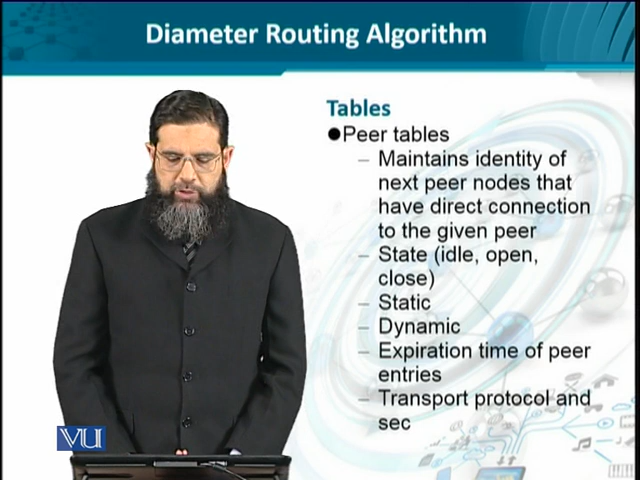 Diameter Routing Algorithm
Tables
●Peer tables
– Maintains identity of
next peer nodes that
have direct connection
to the given peer
– State (idle, open,
close)
– Static
– Dynamic
– Expiration time of peer
entries
– Transport protocol and
sec
VU